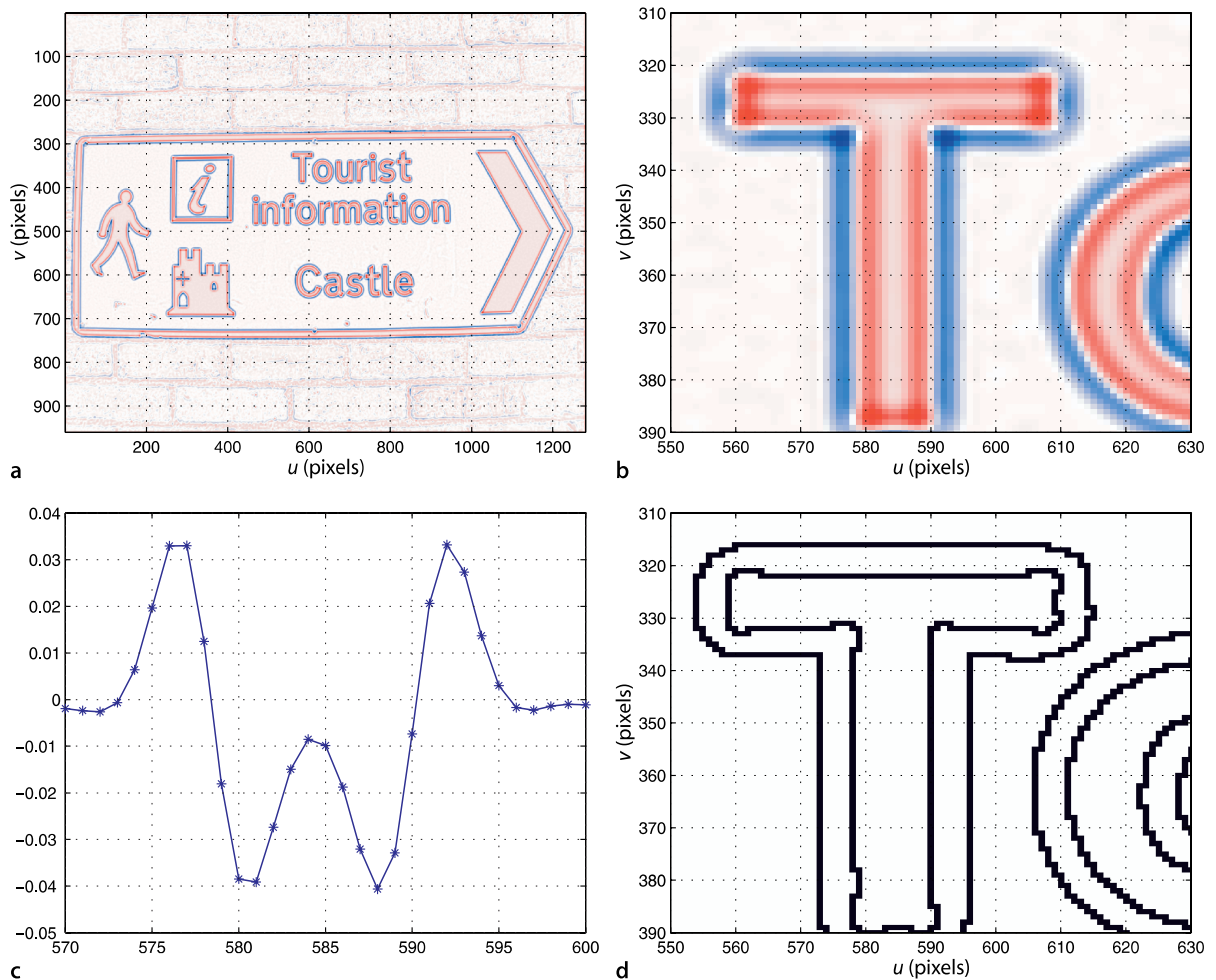 100
200
300
400
500
600
700
800
900
v (pixels)
Tourist
information
Castle
i
200 400 600 800 1000 1200
u (pixels)
a
310
320
330
340
350
360
370
380
390
v (pixels)
T
550 560 570 580 590 600 610 620 630
u (pixels)
b
0.04
0.03
0.02
0.01
0
−0.01
−0.02
−0.03
−0.04
−0.05
570 575 580 585 590 595 600
c
310
320
330
340
350
360
370
380
390
v (pixels)
T
550 560 570 580 590 600 610 620 630
u (pixels)
d